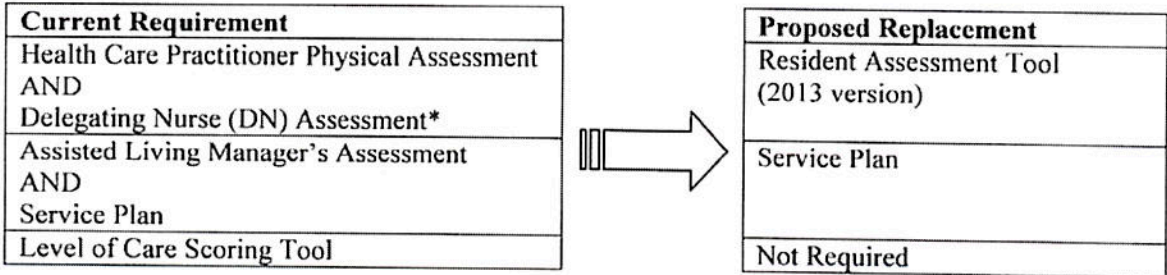 Current Requirement
Health Care Practitioner Physical Assessment
AND
Delegating Nurse (DN) Assessment*
Assisted Living Manager's Assessment
AND
Service Plan
Level of Care Scoring Tool
Proposed Replacement
Resident Assessment Tool
(2013 version)
Service Plan
Not Required